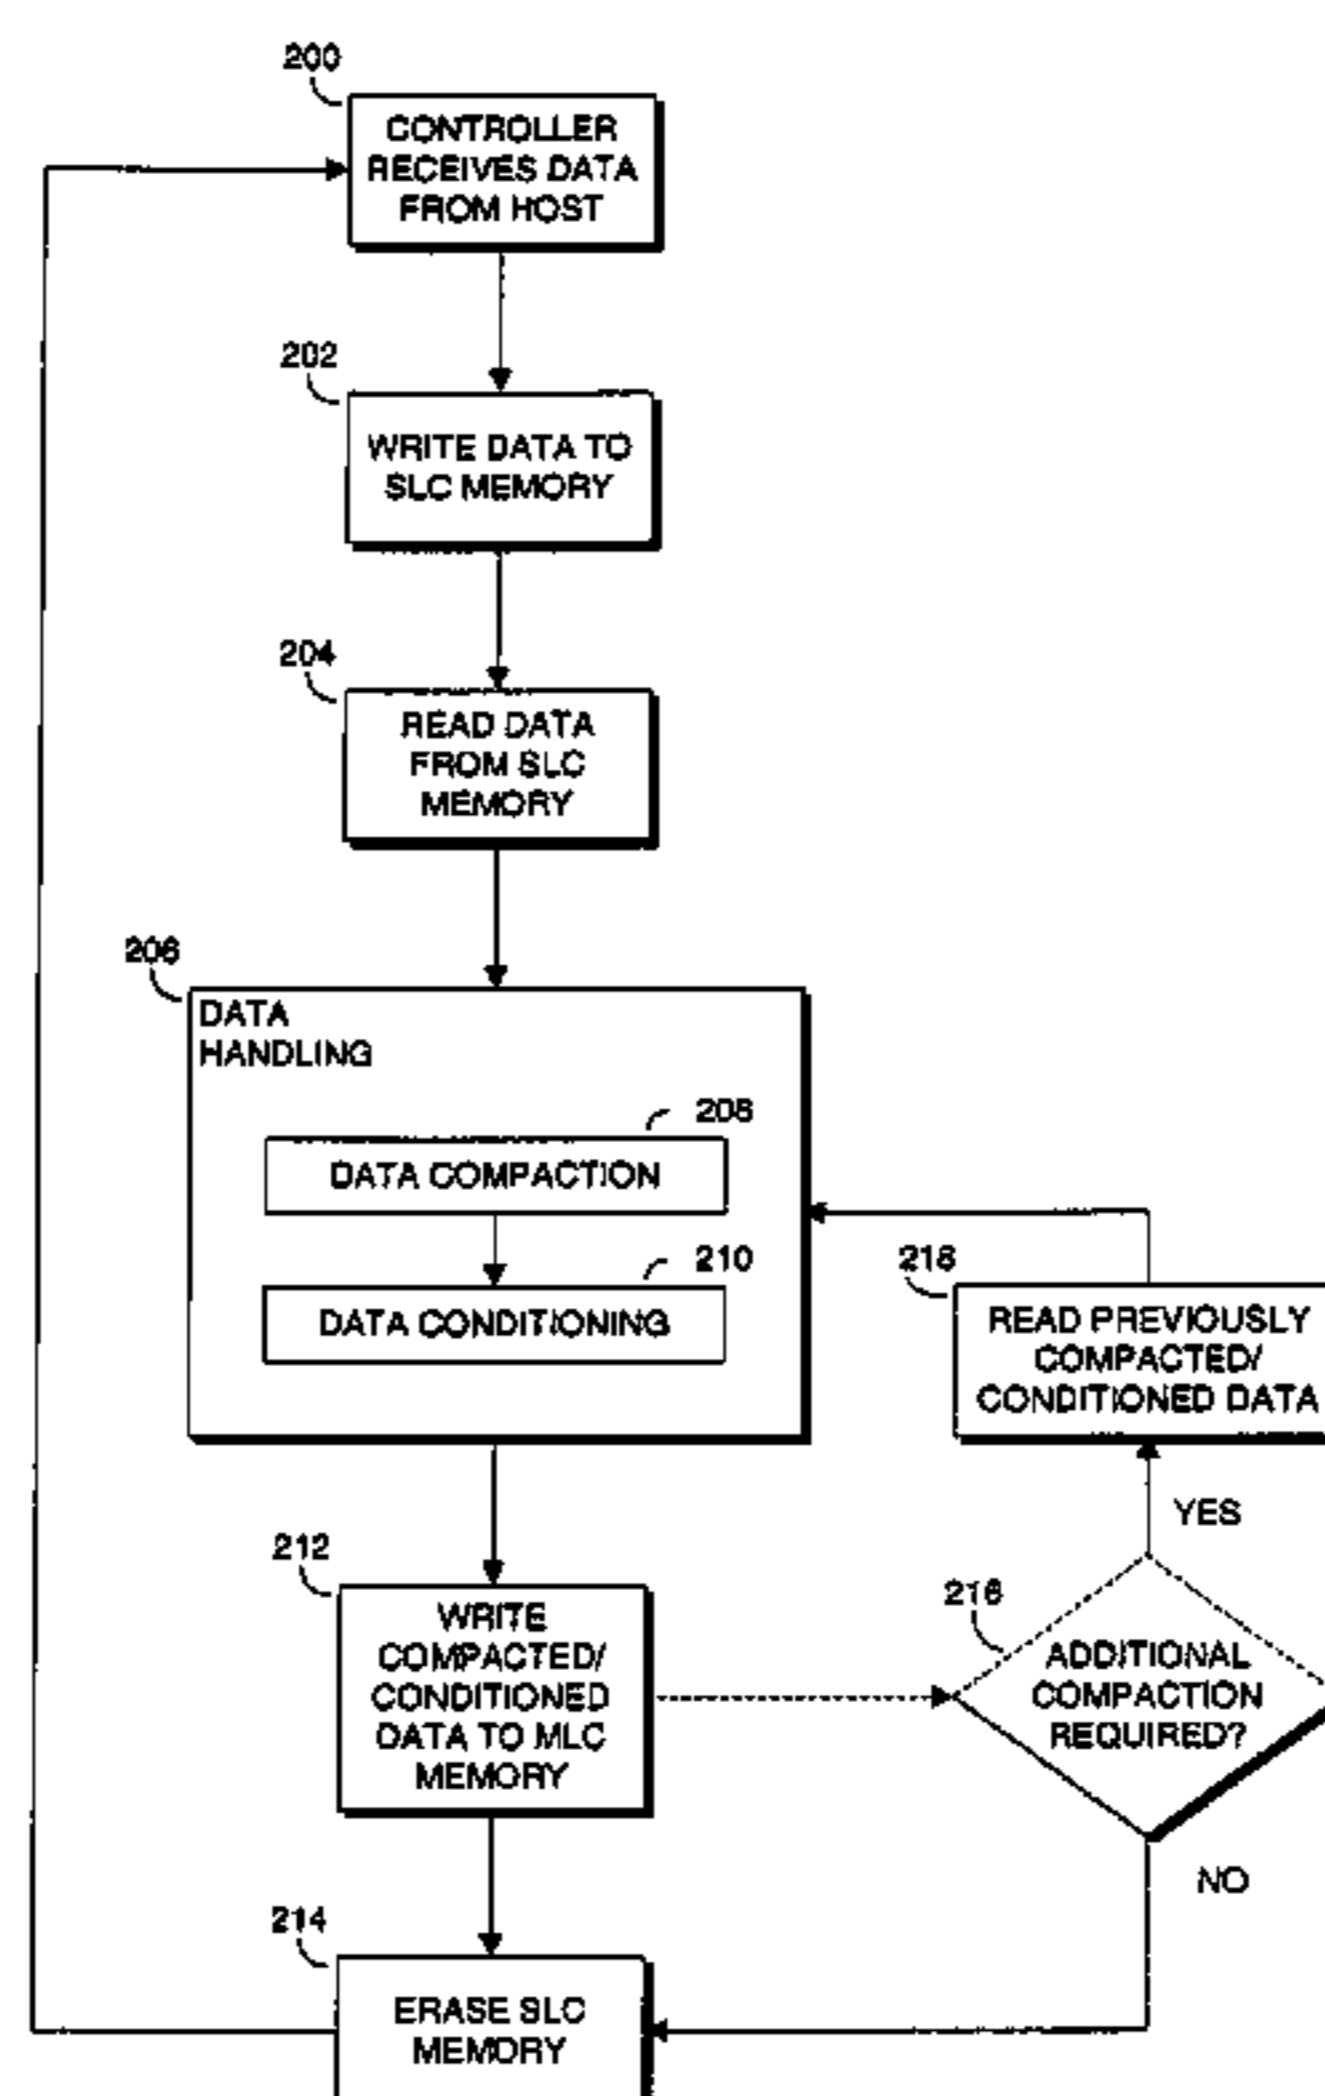 200
CONTROLLER
RECEIVES DATA
FROM HOST
202
WRITE DATA TO
SLC MEMORY
204
READ DATA
FROM SLC
MEMORY
206
DATA
HANDLING
208
DATA COMPACTION
210
DATA CONDITIONING
218
READ PREVIOUSLY
COMPACTED/
CONDITIONED DATA
YES
212
WRITE
COMPACTED/
CONDITIONED
DATA TO MLC
MEMORY
216
ADDITIONAL
COMPACTION
REQUIRED?
NO
214
ERASE SLC
MEMORY